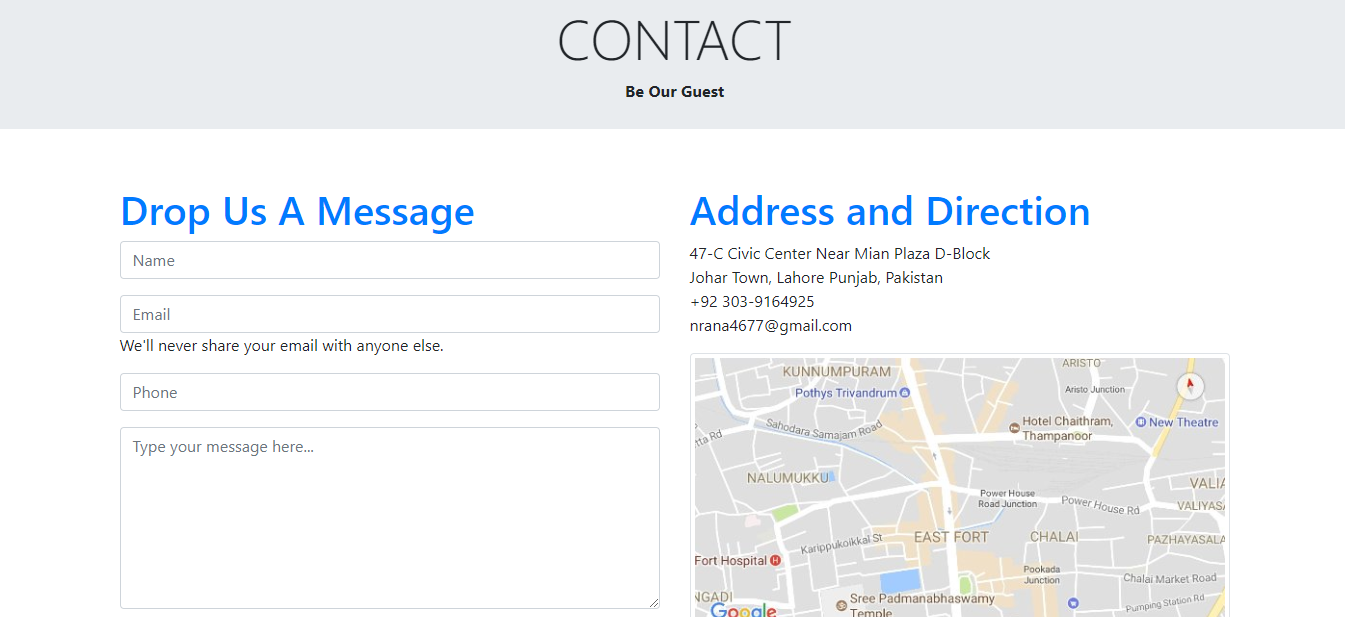 CONTACT
Be Our Guest
Drop Us A Message
Name
Email
We'll never share your email with anyone else.
Phone
Type your message here...
Address and Direction
47-C Civic Center Near Mian Plaza D-Block
Johar Town, Lahore Punjab, Pakistan
+92 303-9164925
nrana4677@gmail.com
ARISTO
KUNNUMPURAM
Aristo Junction
Pothys Trivandrum
Hotel Chaithram,
Thampanoor
New Theatre
Sahodara Samajam Road
NALUMUKKU
Power House
Road Junction
Power House Rd
VALIA
VALIYASA
Karippukoikkal St
EAST FORT
CHALAI
PAZHAYASALA
Fort Hospital
H
Pookada
Junction
Chalai Market Road
NGADI
Sree Padmanabhaswamy
Temple
Pumping Station Rd
Google